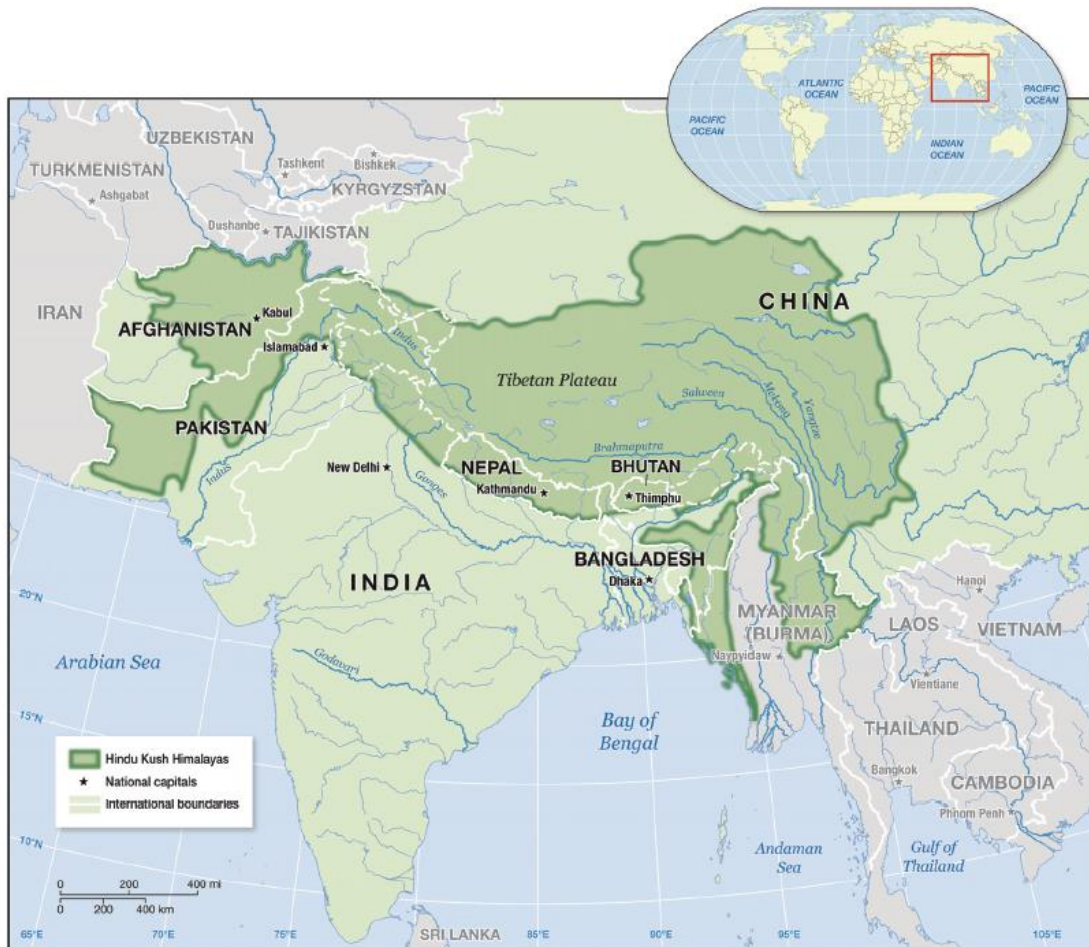 ATLANTIC
OCEAN
PACIFIC
OCEAN
PACIFIC
OCEAN
INDIAN
OCEAN
UZBEKISTAN
TURKMENISTAN
Tashkent
Bishkek
Ashgabat
KYRGYZSTAN
Dushanbe
TAJIKISTAN
IRAN
CHINA
Kabul
AFGHANISTAN
Islamabad
Indus
Tibetan Plateau
Salween
Mekong
Yangtze
PAKISTAN
Brahmaputra
Indus
New Delhi
NEPAL
BHUTAN
Ganges
Kathmandu
Thimphu
BANGLADESH
Dhaka
INDIA
Hanoi
MYANMAR
(BURMA)
LAOS
VIETNAM
20°N
Naypyidaw
Arabian Sea
Godavari
Vientiane
15°N
Bay of
Bengal
THAILAND
Hindu Kush Himalayas
National capitals
International boundaries
Bangkok
CAMBODIA
Phnom Penh
10°N
Andaman
Sea
Gulf of
Thailand
0 200 400 mi
0 200 400 km
65°E
70°E
75°E
80°E
85°E
90°E
95°E
105°E
SRI LANKA